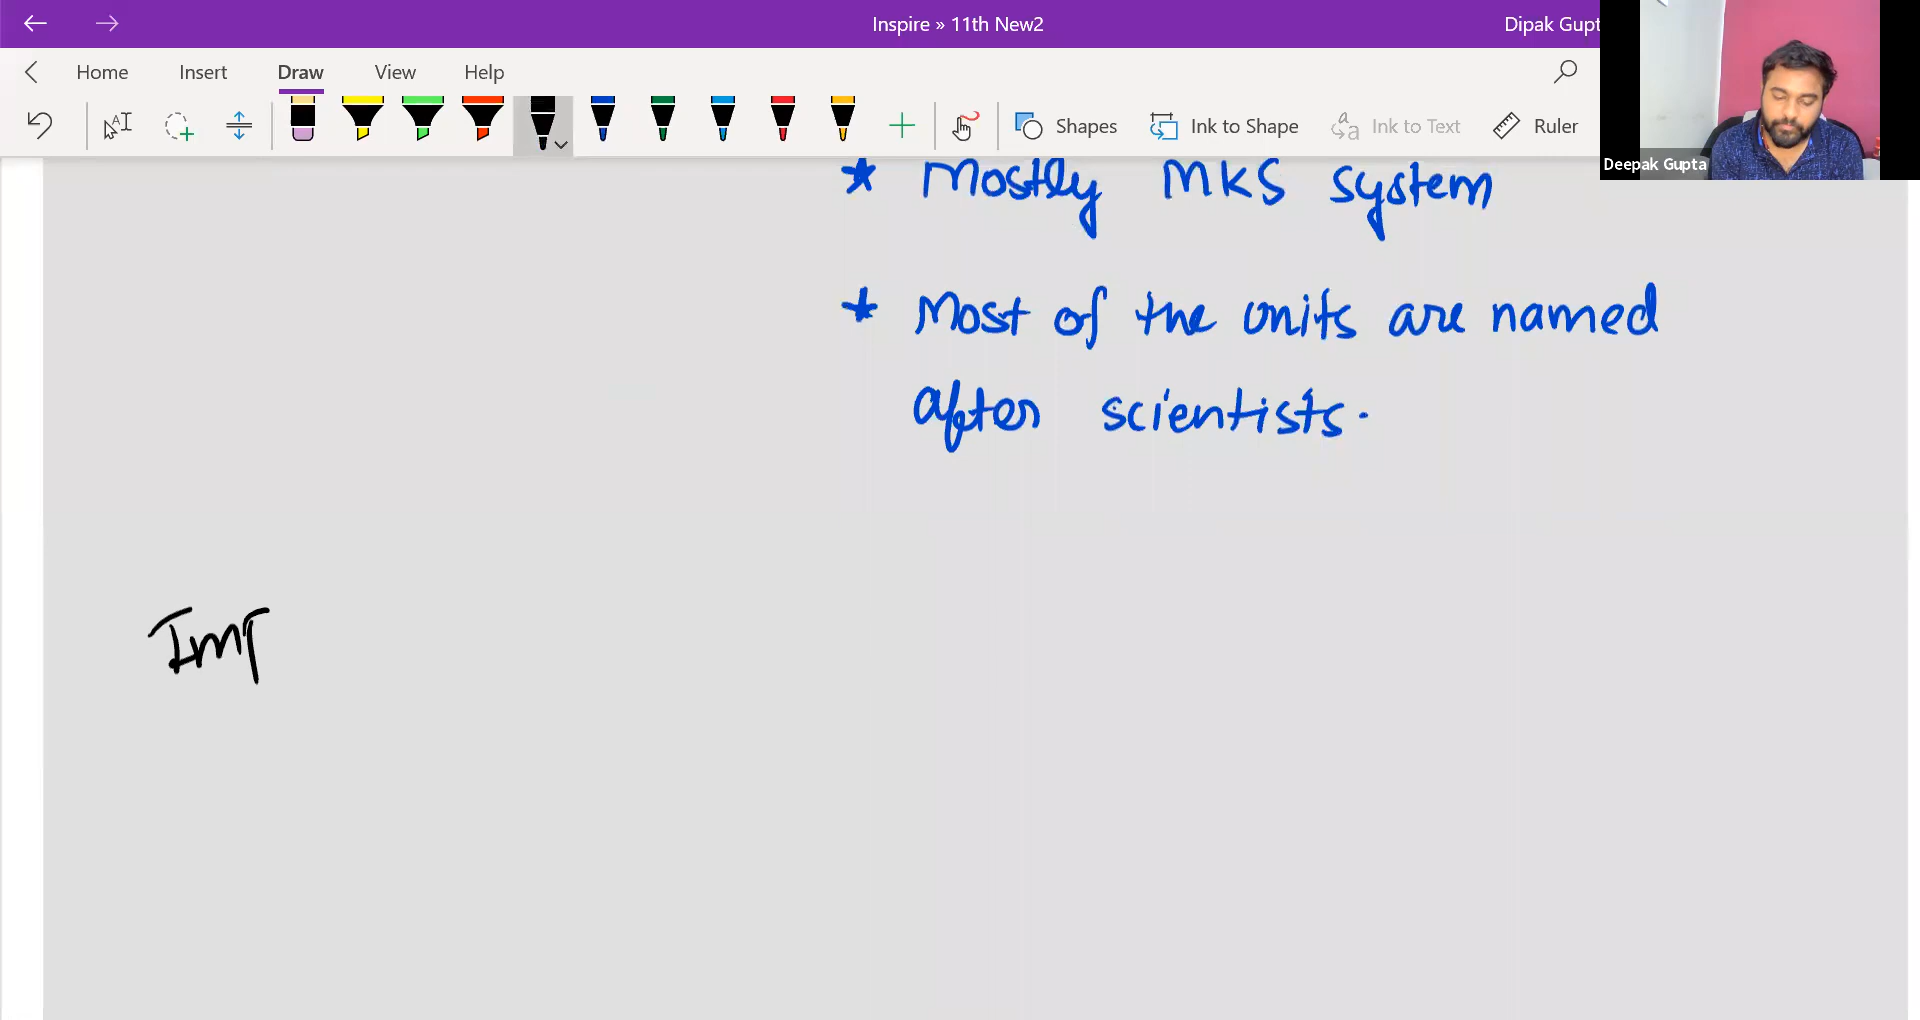 Inspire » 11th New2
Dipak Gupt
Home Insert Draw View Help
Shapes Ink to Shape Ink to Text Ruler
Deepak Gupta
* Mostly MKS system
* Most of the units are named
after scientists.
Imp